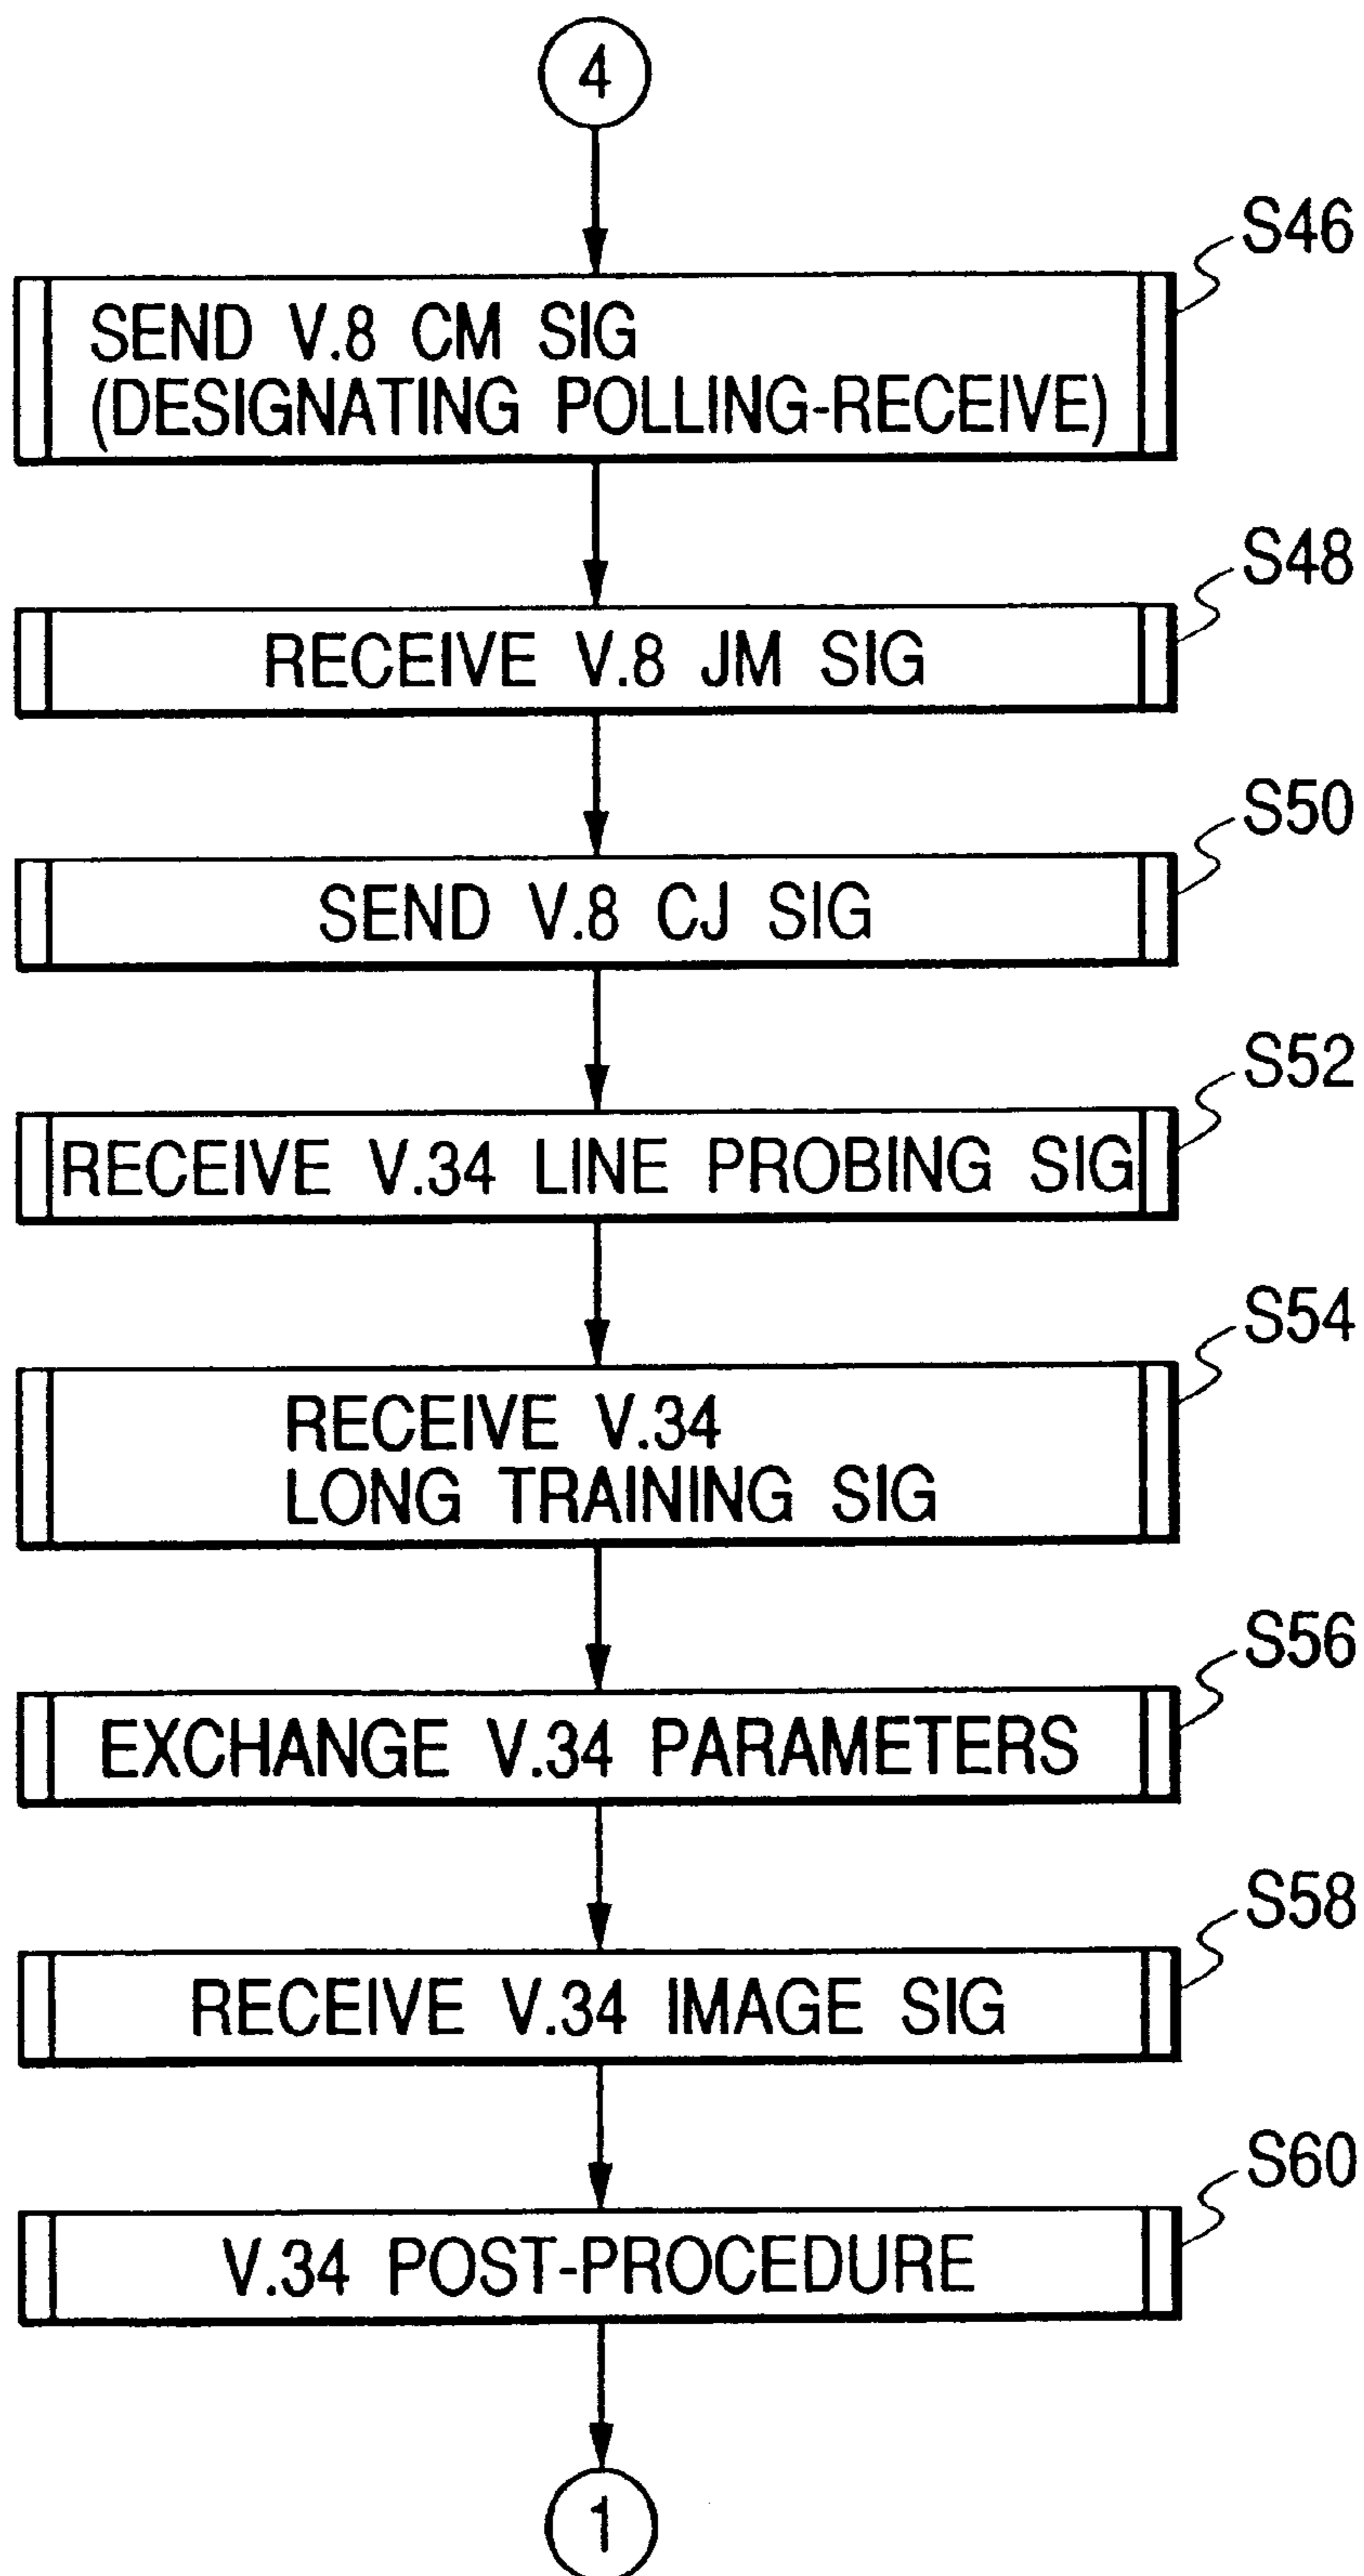 4
S46
SEND V.8 CM SIG
(DESIGNATING POLLING-RECEIVE)
S48
RECEIVE V.8 JM SIG
S50
SEND V.8 CJ SIG
S52
RECEIVE V.34 LINE PROBING SIG
S54
RECEIVE V.34
LONG TRAINING SIG
S56
EXCHANGE V.34 PARAMETERS
S58
RECEIVE V.34 IMAGE SIG
S60
V.34 POST-PROCEDURE
1